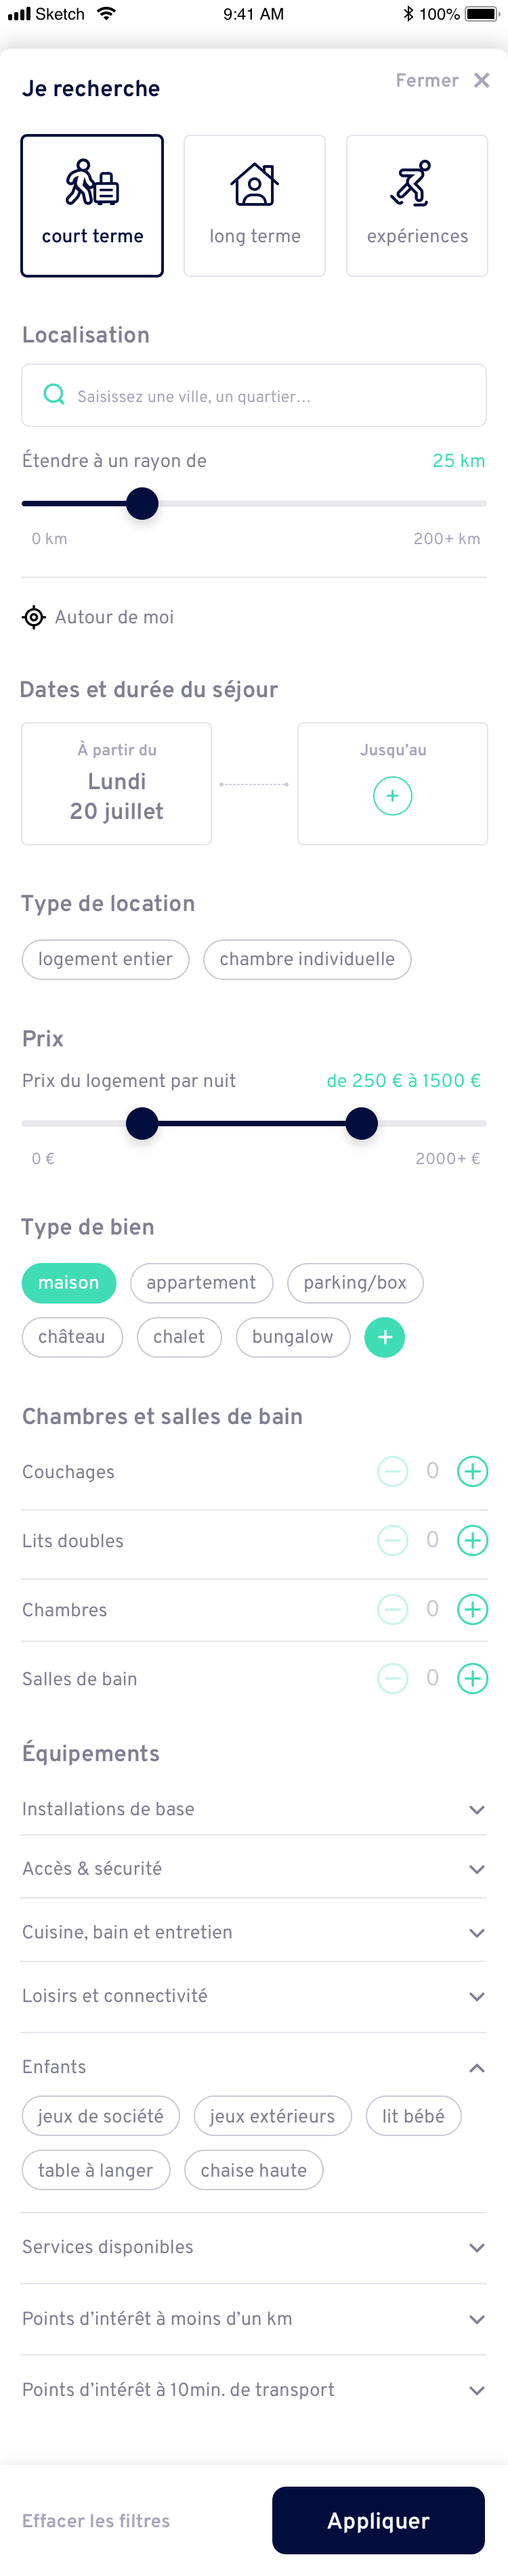 Sketch 9:41 AM 100%
Je recherche
Fermer
court terme
long terme
expériences
Localisation
Saisissez une ville, un quartier…
Étendre à un rayon de 25 km
0 km 200+ km
Autour de moi
Dates et durée du séjour
À partir du
Lundi
20 juillet
Jusqu’au
+
Type de location
logement entier chambre individuelle
Prix
Prix du logement par nuit de 250 € à 1500 €
0 € 2000+ €
Type de bien
maison appartement parking/box
château chalet bungalow +
Chambres et salles de bain
Couchages − 0 +
Lits doubles − 0 +
Chambres − 0 +
Salles de bain − 0 +
Équipements
Installations de base
Accès & sécurité
Cuisine, bain et entretien
Loisirs et connectivité
Enfants
jeux de société jeux extérieurs lit bébé
table à langer chaise haute
Services disponibles
Points d’intérêt à moins d’un km
Points d’intérêt à 10min. de transport
Effacer les filtres Appliquer